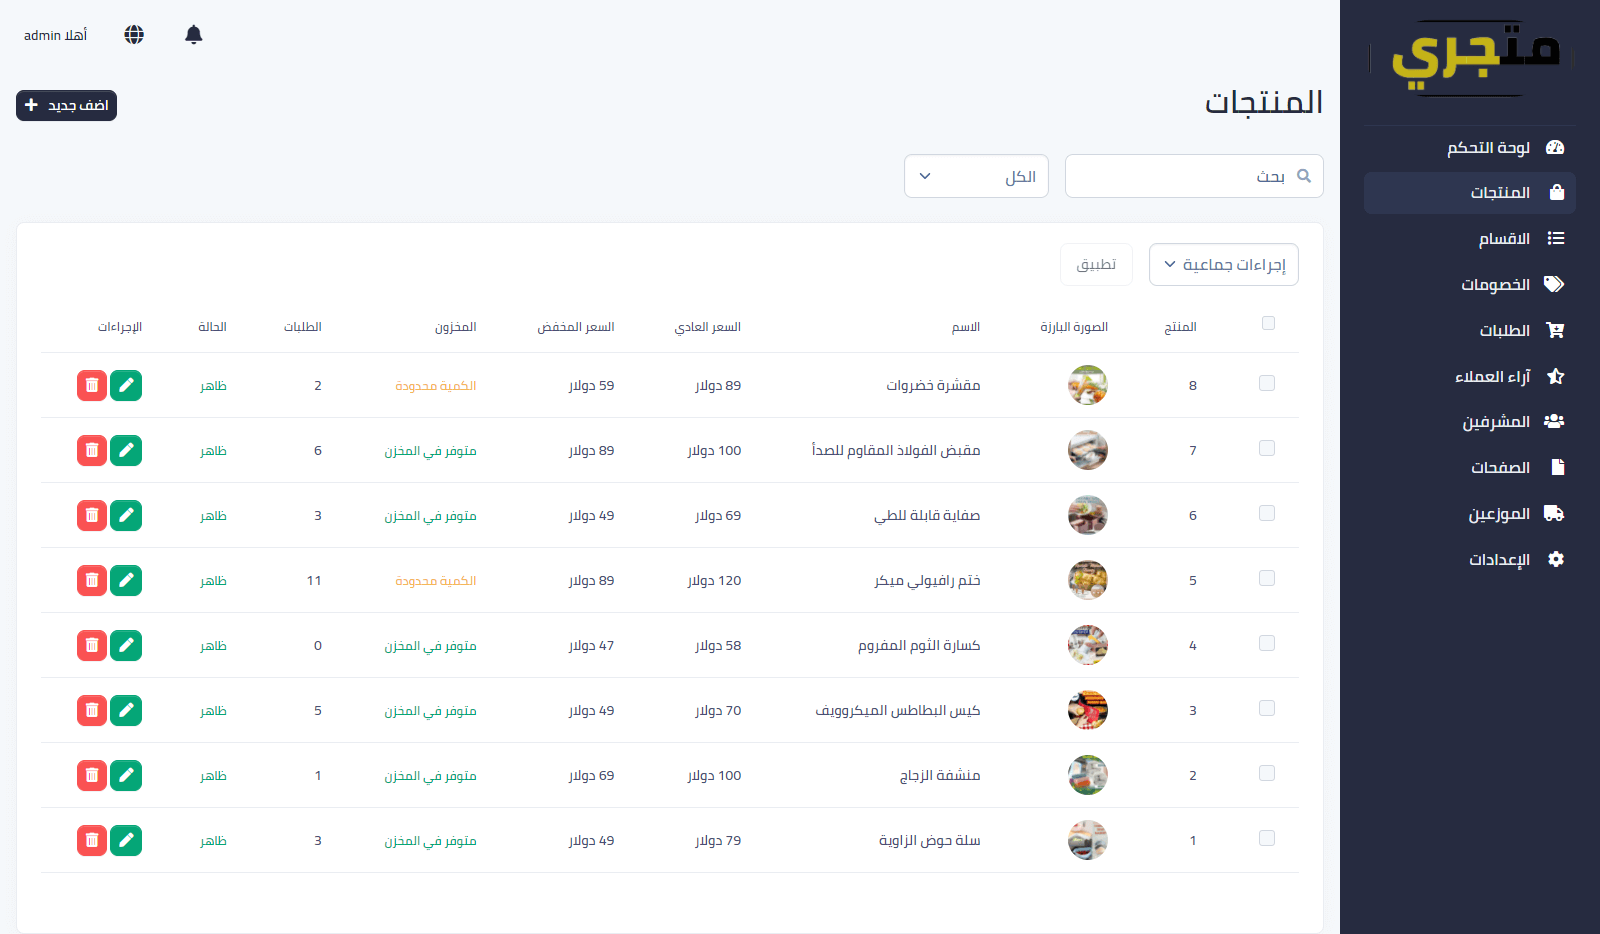 متجري
لوحة التحكم
المنتجات
الاقسام
الخصومات
الطلبات
آراء العملاء
المشرفين
الصفحات
الموزعين
الإعدادات
أهلا admin
المنتجات
اضف جديد
بحث
الكل
إجراءات جماعية
تطبيق
المنتج الصورة البارزة الاسم السعر العادي السعر المخفض المخزون الطلبات الحالة الإجراءات
8 مقشرة خضروات 89 دولار 59 دولار الكمية محدودة 2 ظاهر
7 مقبض الفولاذ المقاوم للصدأ 100 دولار 89 دولار متوفر في المخزن 6 ظاهر
6 صفاية قابلة للطي 69 دولار 49 دولار متوفر في المخزن 3 ظاهر
5 ختم رافيولي ميكر 120 دولار 89 دولار الكمية محدودة 11 ظاهر
4 كسارة الثوم المفروم 58 دولار 47 دولار متوفر في المخزن 0 ظاهر
3 كيس البطاطس الميكروويف 70 دولار 49 دولار متوفر في المخزن 5 ظاهر
2 منشفة الزجاج 100 دولار 69 دولار متوفر في المخزن 1 ظاهر
1 سلة حوض الزاوية 79 دولار 49 دولار متوفر في المخزن 3 ظاهر